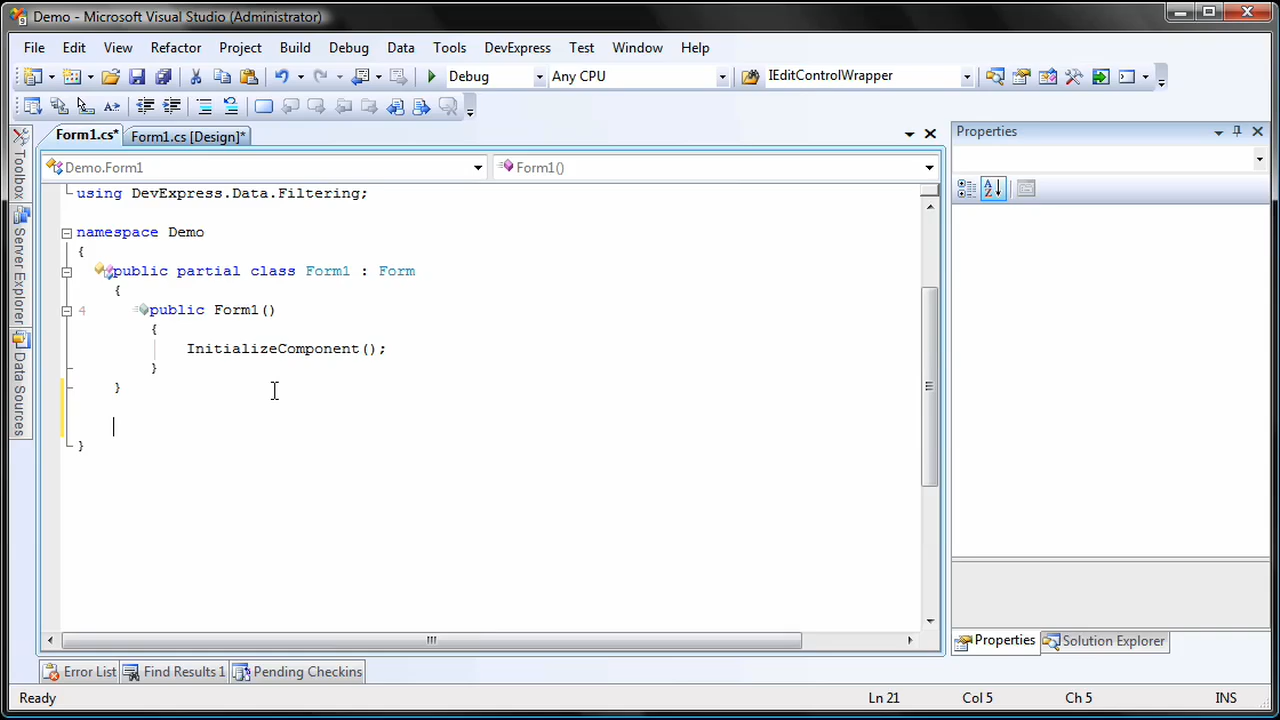 Demo - Microsoft Visual Studio (Administrator)
File Edit View Refactor Project Build Debug Data Tools DevExpress Test Window Help
Debug Any CPU IEditControlWrapper
Form1.cs* Form1.cs [Design]*
Properties
Demo.Form1 Form1()
Toolbox
Server Explorer
Data Sources
using DevExpress.Data.Filtering;
namespace Demo
{
public partial class Form1 : Form
{
4 public Form1()
{
InitializeComponent();
}
}
}
Properties Solution Explorer
Error List Find Results 1 Pending Checkins
Ready Ln 21 Col 5 Ch 5 INS